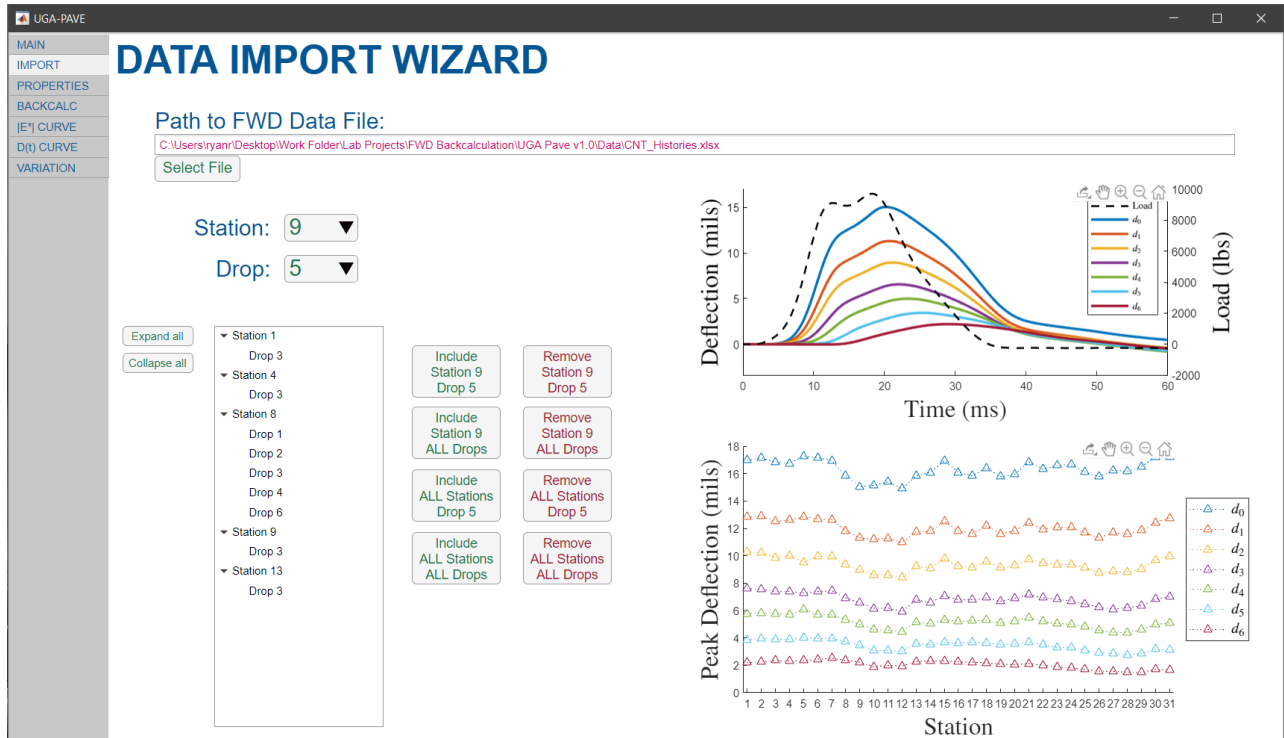 UGA-PAVE
MAIN
IMPORT
PROPERTIES
BACKCALC
|E*| CURVE
D(t) CURVE
VARIATION
DATA IMPORT WIZARD
Path to FWD Data File:
C:\Users\ryanr\Desktop\Work Folder\Lab Projects\FWD Backcalculation\UGA Pave v1.0\Data\CNT_Histories.xlsx
Select File
Station: 9
Drop: 5
Expand all
Collapse all
Station 1
Drop 3
Station 4
Drop 3
Station 8
Drop 1
Drop 2
Drop 3
Drop 4
Drop 6
Station 9
Drop 3
Station 13
Drop 3
Include
Station 9
Drop 5
Remove
Station 9
Drop 5
Include
Station 9
ALL Drops
Remove
Station 9
ALL Drops
Include
ALL Stations
Drop 5
Remove
ALL Stations
Drop 5
Include
ALL Stations
ALL Drops
Remove
ALL Stations
ALL Drops
Deflection (mils)
15
10
5
0
0 10 20 30 40 50 60
Time (ms)
10000
8000
6000
4000
2000
0
-2000
Load (lbs)
Load
d0
d1
d2
d3
d4
d5
d6
Peak Deflection (mils)
18
16
14
12
10
8
6
4
2
0
1 2 3 4 5 6 7 8 9 10 11 12 13 14 15 16 17 18 19 20 21 22 23 24 25 26 27 28 29 30 31
Station
d0
d1
d2
d3
d4
d5
d6